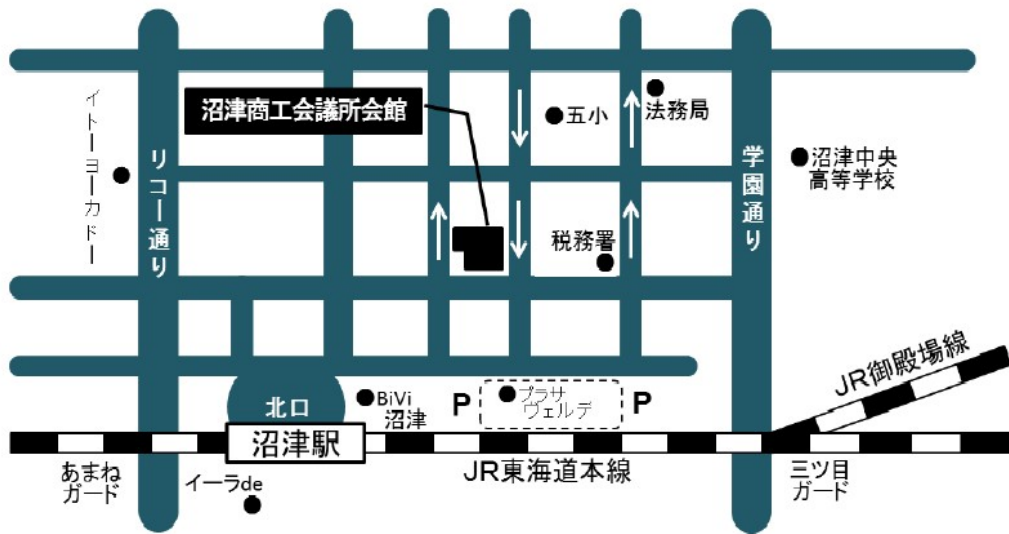 沼津商工会議所会館
五小
法務局
イトーヨーカドー
リコー通り
学園通り
沼津中央
高等学校
税務署
JR御殿場線
北口
BiVi
沼津
P
プラサ
ヴェルデ
P
沼津駅
あまね
ガード
イーラde
JR東海道本線
三ツ目
ガード